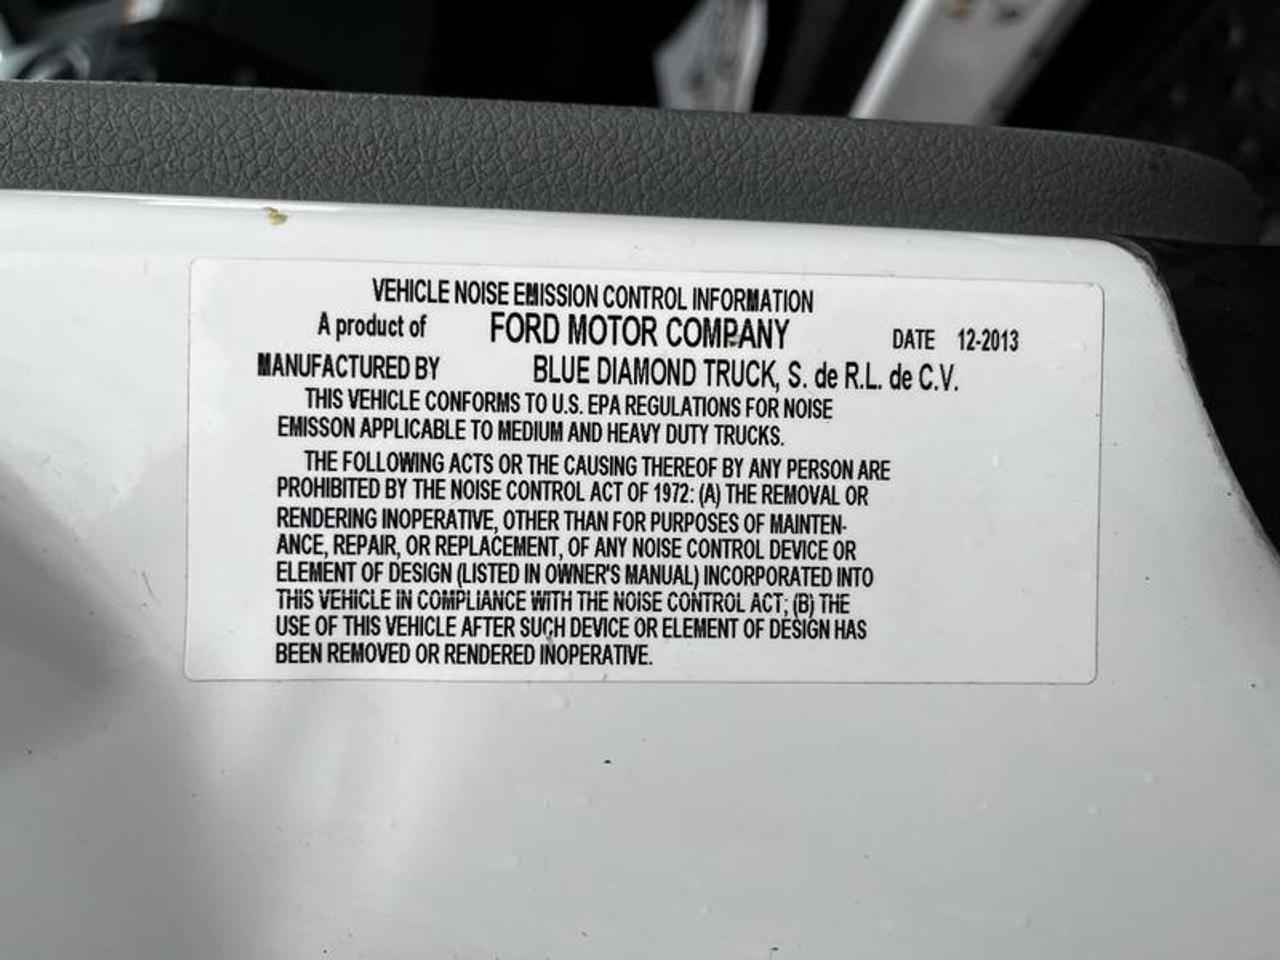 VEHICLE NOISE EMISSION CONTROL INFORMATION
A product of FORD MOTOR COMPANY DATE 12-2013
MANUFACTURED BY BLUE DIAMOND TRUCK, S. de R.L. de C.V.
THIS VEHICLE CONFORMS TO U.S. EPA REGULATIONS FOR NOISE
EMISSON APPLICABLE TO MEDIUM AND HEAVY DUTY TRUCKS.
THE FOLLOWING ACTS OR THE CAUSING THEREOF BY ANY PERSON ARE
PROHIBITED BY THE NOISE CONTROL ACT OF 1972: (A) THE REMOVAL OR
RENDERING INOPERATIVE, OTHER THAN FOR PURPOSES OF MAINTEN-
ANCE, REPAIR, OR REPLACEMENT, OF ANY NOISE CONTROL DEVICE OR
ELEMENT OF DESIGN (LISTED IN OWNER'S MANUAL) INCORPORATED INTO
THIS VEHICLE IN COMPLIANCE WITH THE NOISE CONTROL ACT; (B) THE
USE OF THIS VEHICLE AFTER SUCH DEVICE OR ELEMENT OF DESIGN HAS
BEEN REMOVED OR RENDERED INOPERATIVE.